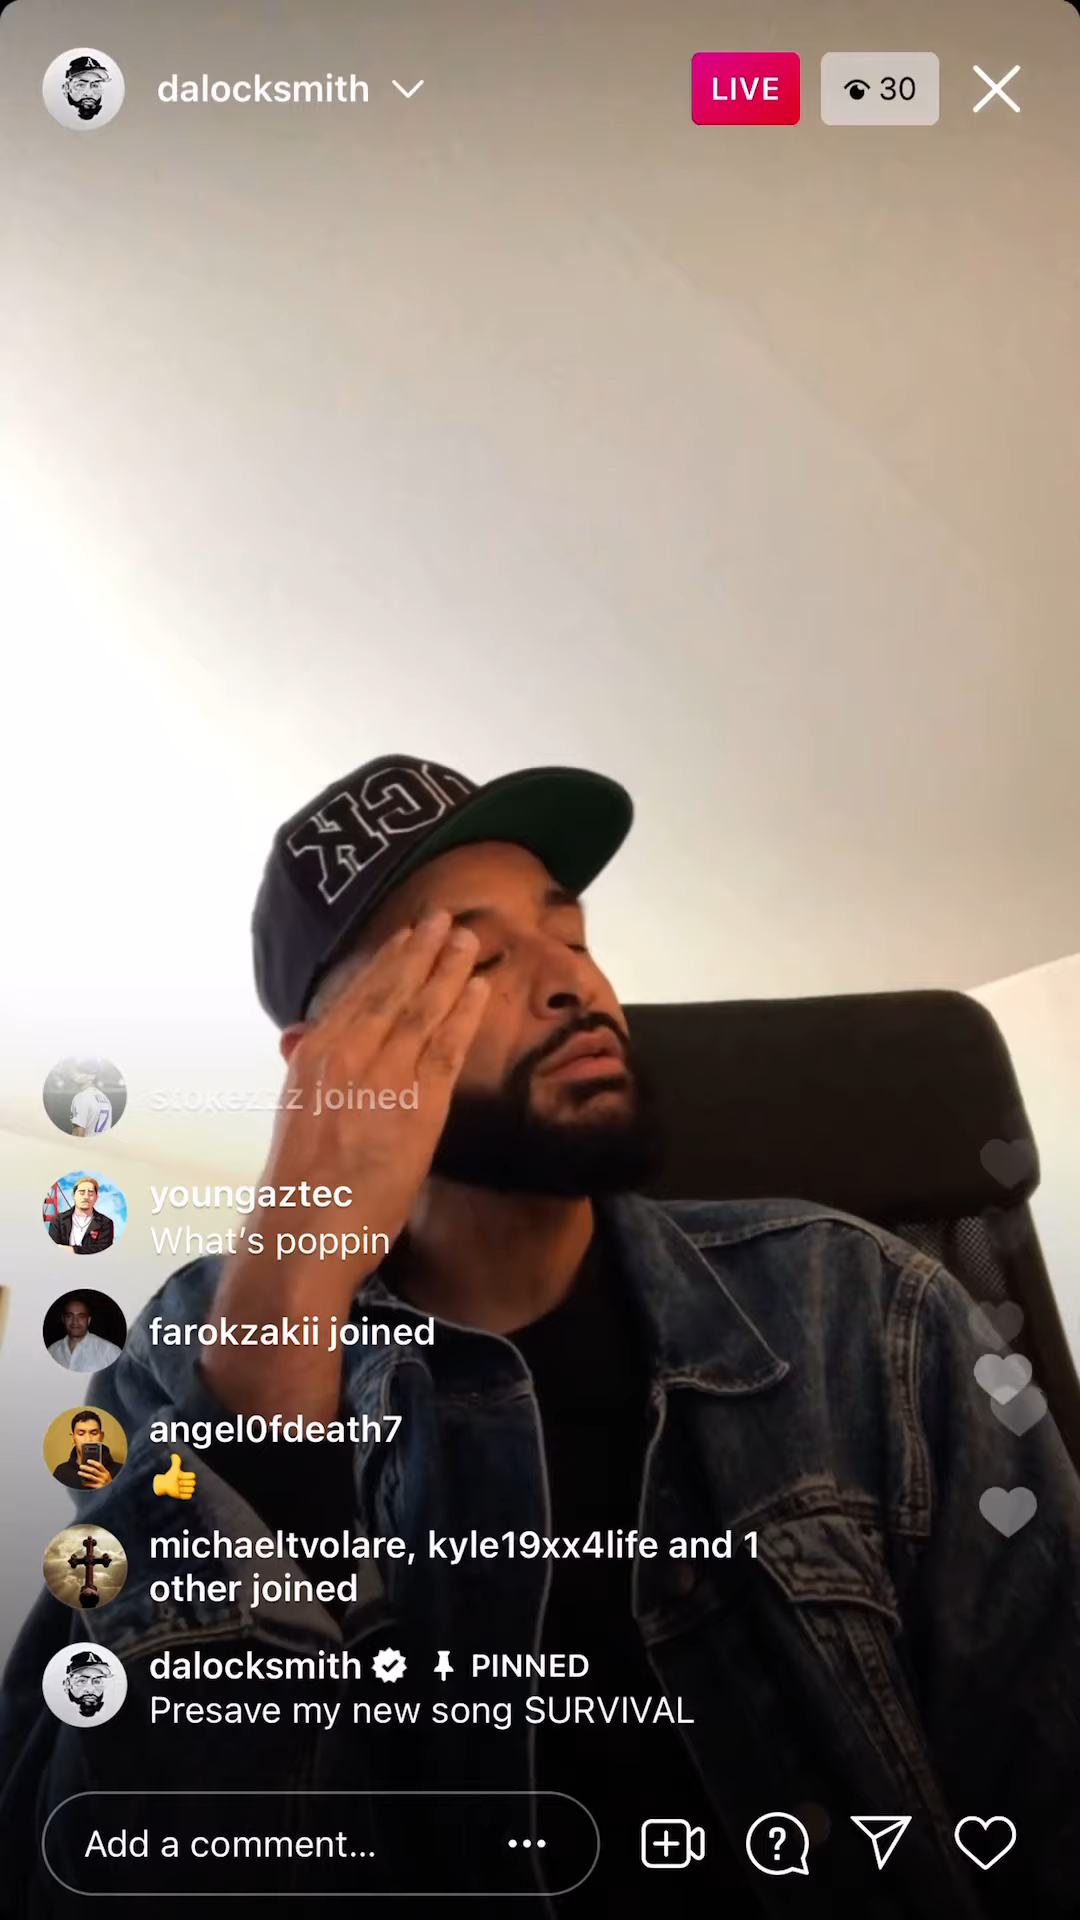 dalocksmith
LIVE
30
stokezzz joined
youngaztec
What's poppin
farokzakii joined
angel0fdeath7
👍
michaeltvolare, kyle19xx4life and 1
other joined
dalocksmith PINNED
Presave my new song SURVIVAL
Add a comment...